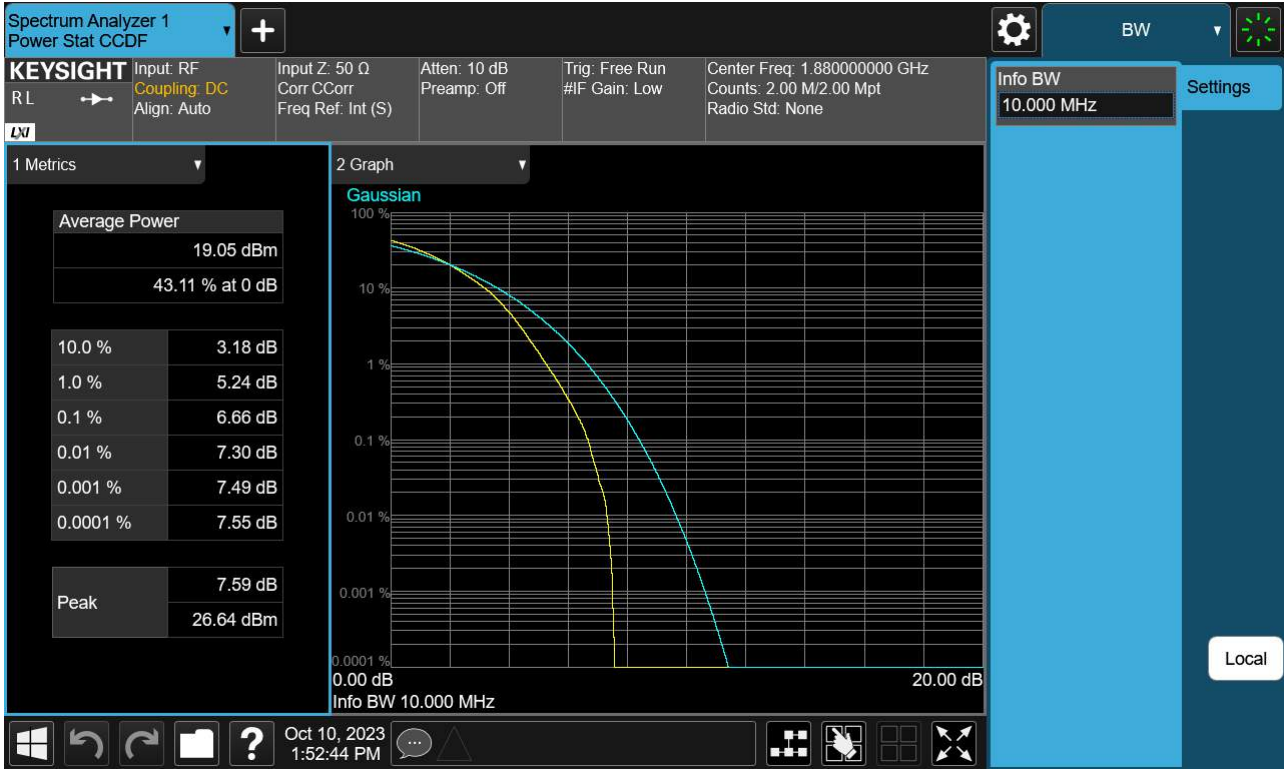 Spectrum Analyzer 1
Power Stat CCDF
BW
KEYSIGHT
R L
LXI
Input: RF
Coupling: DC
Align: Auto
Input Z: 50 Ω
Corr CCorr
Freq Ref: Int (S)
Atten: 10 dB
Preamp: Off
Trig: Free Run
#IF Gain: Low
Center Freq: 1.880000000 GHz
Counts: 2.00 M/2.00 Mpt
Radio Std: None
Info BW
10.000 MHz
Settings
1 Metrics
Average Power
19.05 dBm
43.11 % at 0 dB
10.0 % 3.18 dB
1.0 % 5.24 dB
0.1 % 6.66 dB
0.01 % 7.30 dB
0.001 % 7.49 dB
0.0001 % 7.55 dB
Peak
7.59 dB
26.64 dBm
2 Graph
Gaussian
100 %
10 %
1 %
0.1 %
0.01 %
0.001 %
0.0001 %
0.00 dB 20.00 dB
Info BW 10.000 MHz
Local
?
Oct 10, 2023
1:52:44 PM